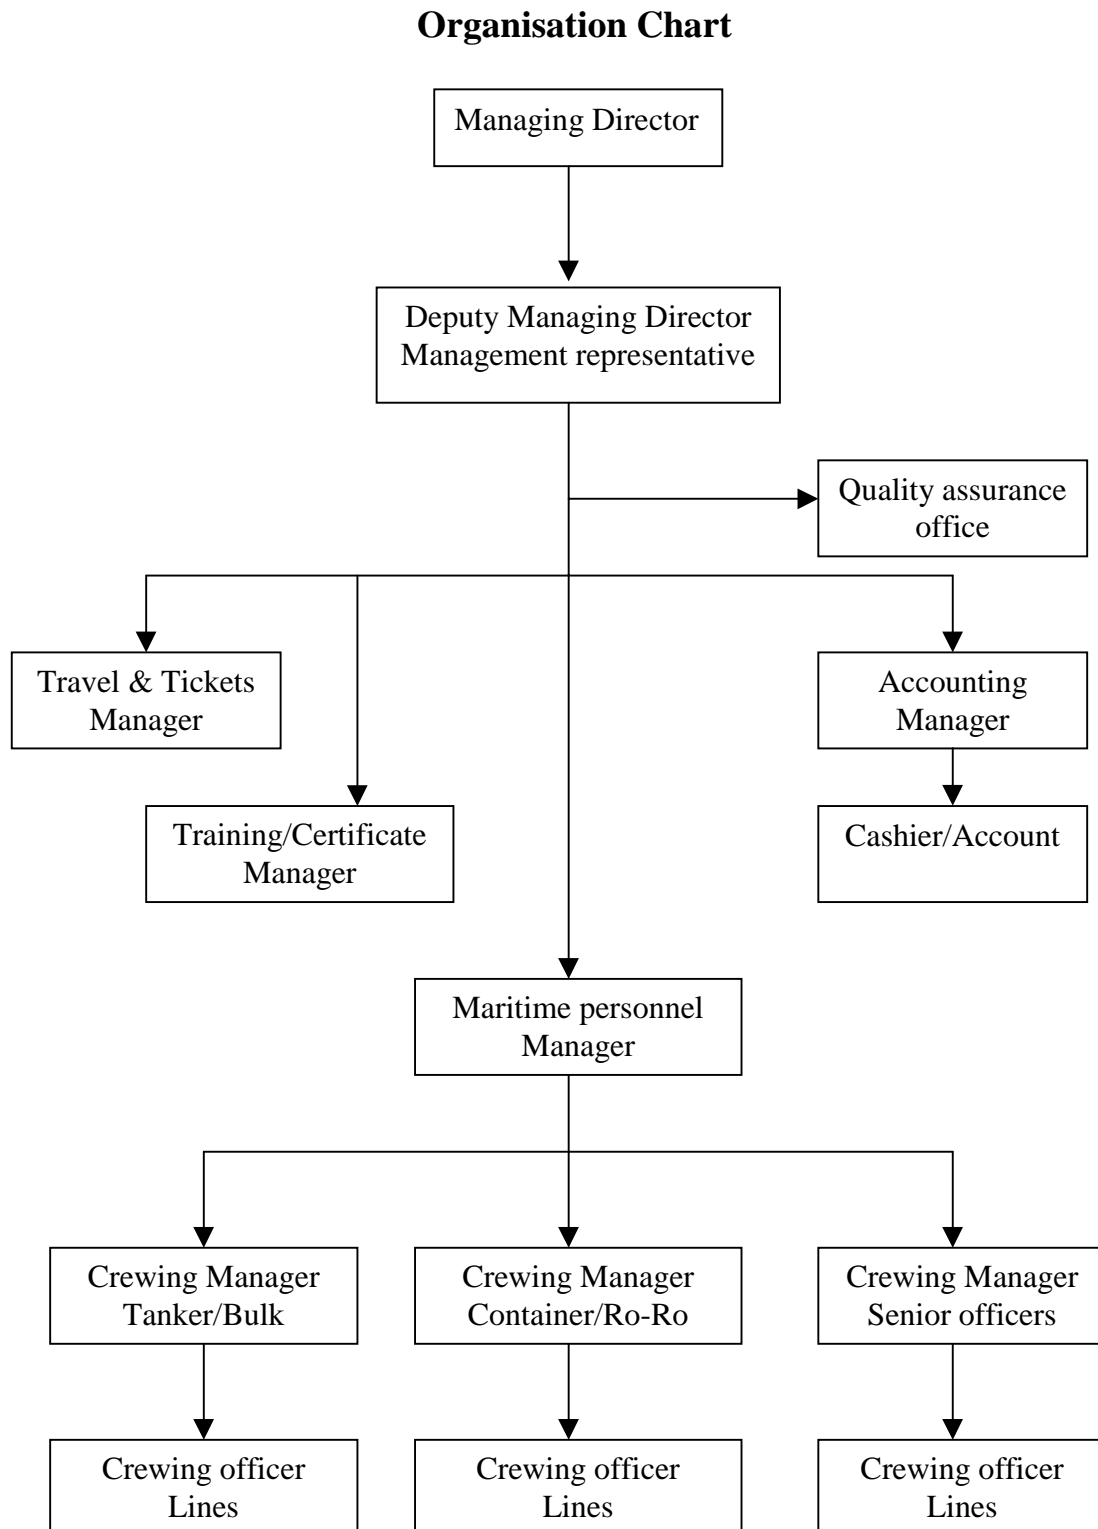 Organisation Chart
Managing Director
Deputy Managing Director
Management representative
Quality assurance
office
Travel & Tickets
Manager
Accounting
Manager
Training/Certificate
Manager
Cashier/Account
Maritime personnel
Manager
Crewing Manager
Tanker/Bulk
Crewing Manager
Container/Ro-Ro
Crewing Manager
Senior officers
Crewing officer
Lines
Crewing officer
Lines
Crewing officer
Lines